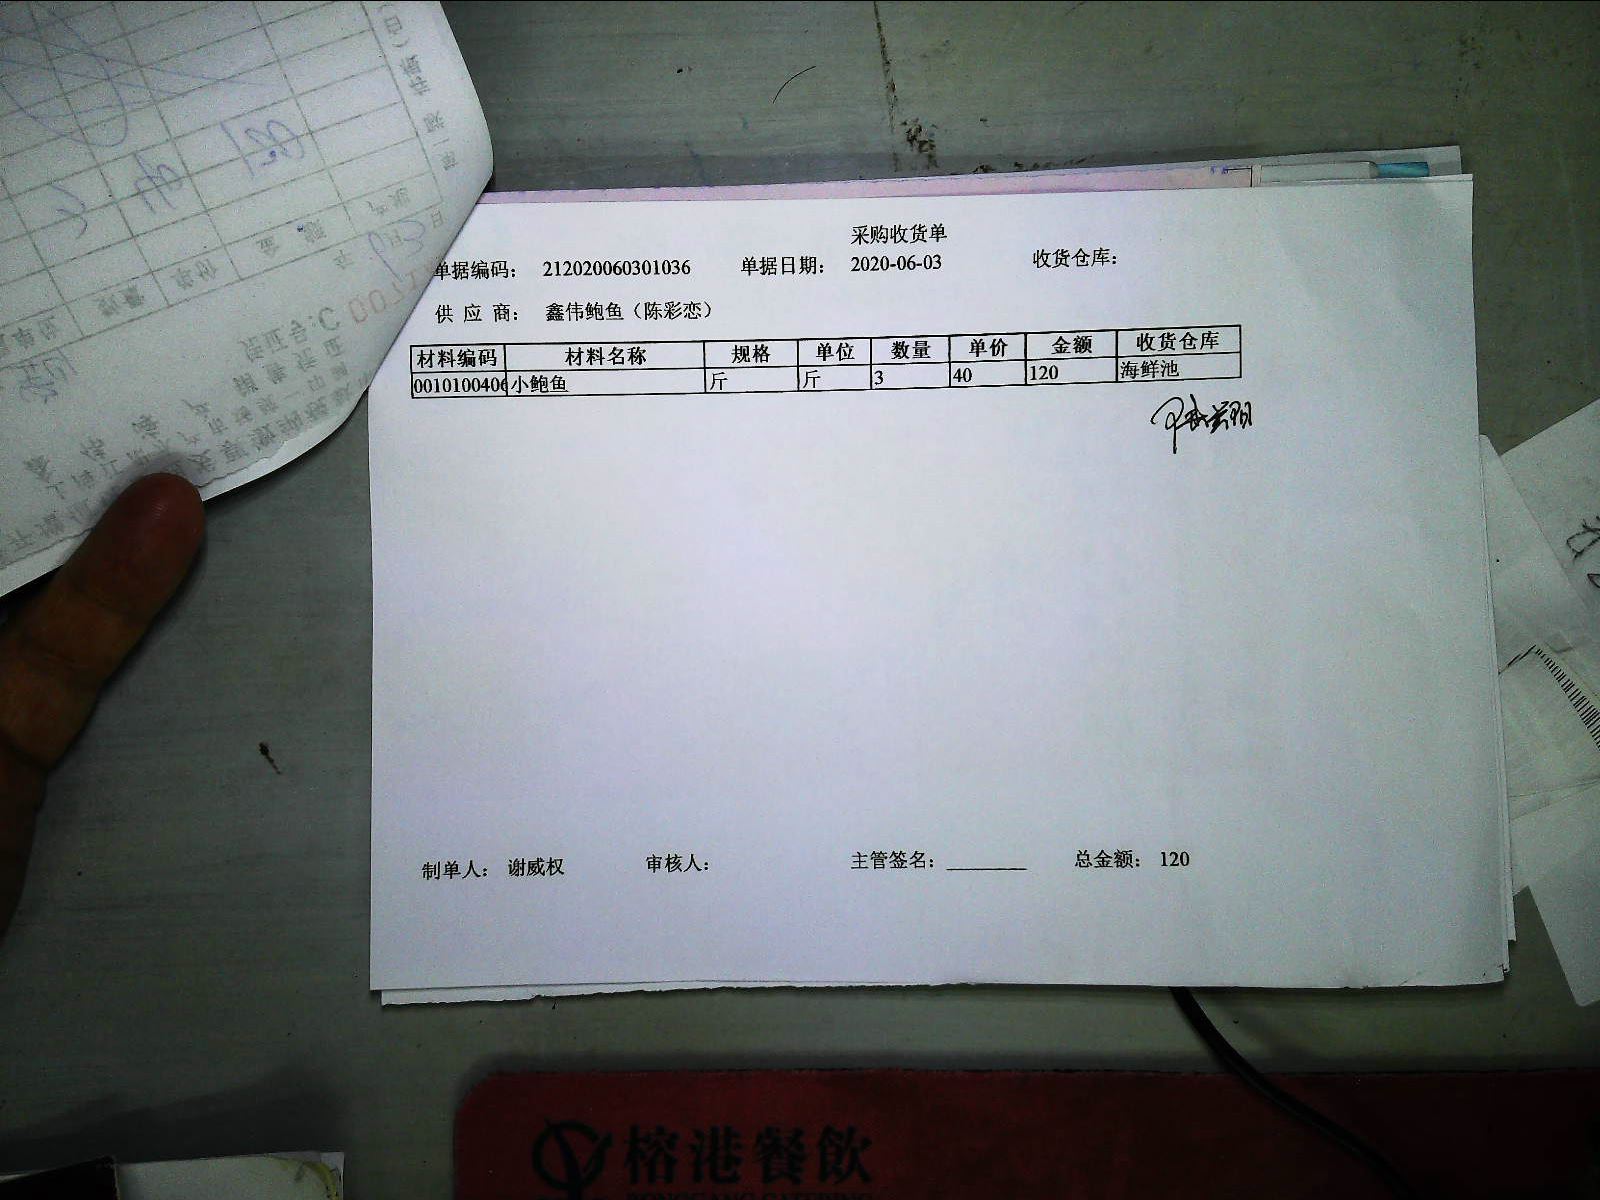 采购收货单
单据编码： 212020060301036 单据日期： 2020-06-03 收货仓库：
供 应 商： 鑫伟鲍鱼（陈彩恋）
材料编码 材料名称 规格 单位 数量 单价 金额 收货仓库
0010100406 小鲍鱼 斤 斤 3 40 120 海鲜池
制单人： 谢威权 审核人： 主管签名： 总金额： 120
榕港餐飲